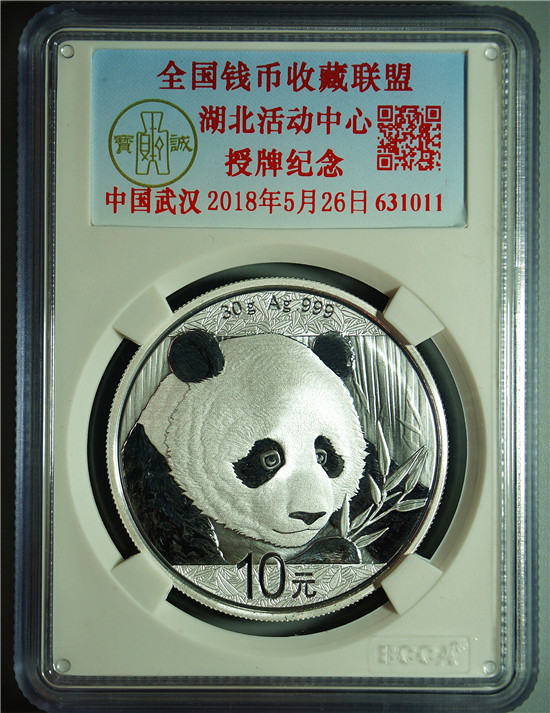 全国钱币收藏联盟
湖北活动中心
授牌纪念
寶 誠
中国武汉 2018年5月26日 631011
30g Ag .999
10元